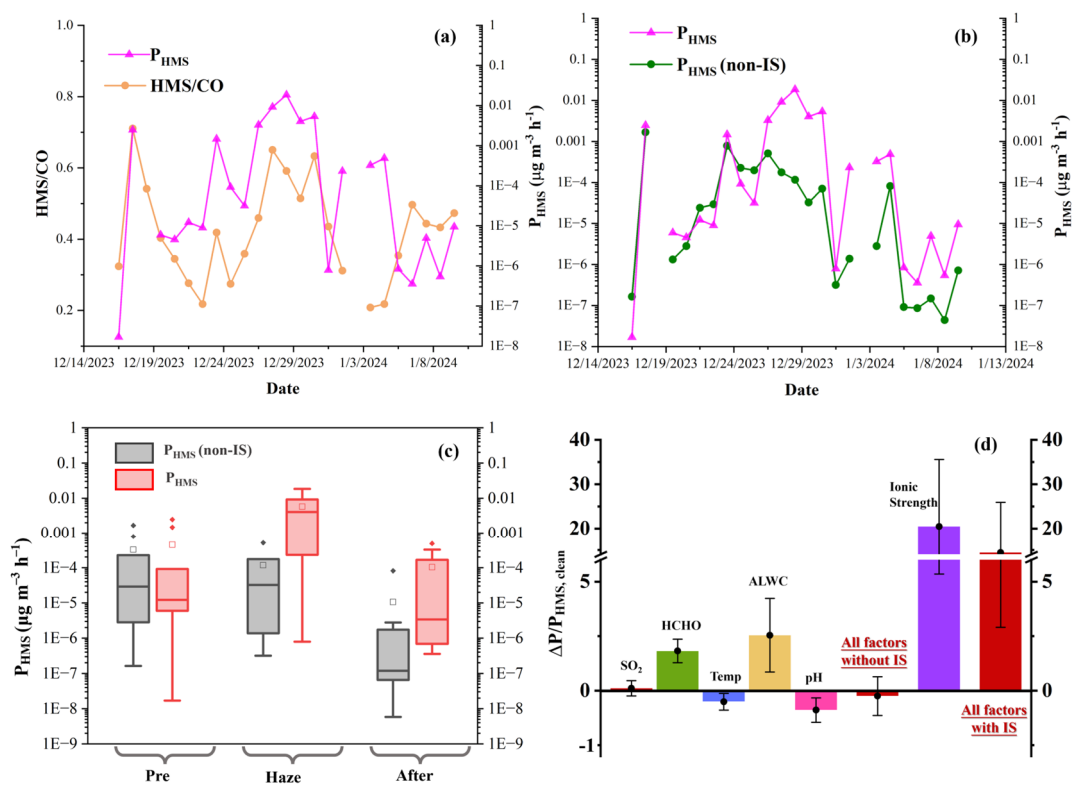 (a)
P_HMS
HMS/CO
1.0
0.8
0.6
0.4
0.2
HMS/CO
1
0.1
0.01
0.001
1E-4
1E-5
1E-6
1E-7
1E-8
P_HMS (μg m⁻³ h⁻¹)
12/14/2023
12/19/2023
12/24/2023
12/29/2023
1/3/2024
1/8/2024
Date
(b)
P_HMS
P_HMS (non-IS)
1
0.1
0.01
0.001
1E-4
1E-5
1E-6
1E-7
1E-8
1
0.1
0.01
0.001
1E-4
1E-5
1E-6
1E-7
1E-8
P_HMS (μg m⁻³ h⁻¹)
12/14/2023
12/19/2023
12/24/2023
12/29/2023
1/3/2024
1/8/2024
1/13/2024
Date
(c)
P_HMS (non-IS)
P_HMS
1
0.1
0.01
0.001
1E-4
1E-5
1E-6
1E-7
1E-8
1E-9
P_HMS (μg m⁻³ h⁻¹)
1
0.1
0.01
0.001
1E-4
1E-5
1E-6
1E-7
1E-8
1E-9
Pre
Haze
After
(d)
40
30
20
5
0
-1
ΔP/P_HMS, clean
40
30
20
5
0
-1
SO₂
HCHO
Temp
ALWC
pH
All factors
without IS
Ionic
Strength
All factors
with IS